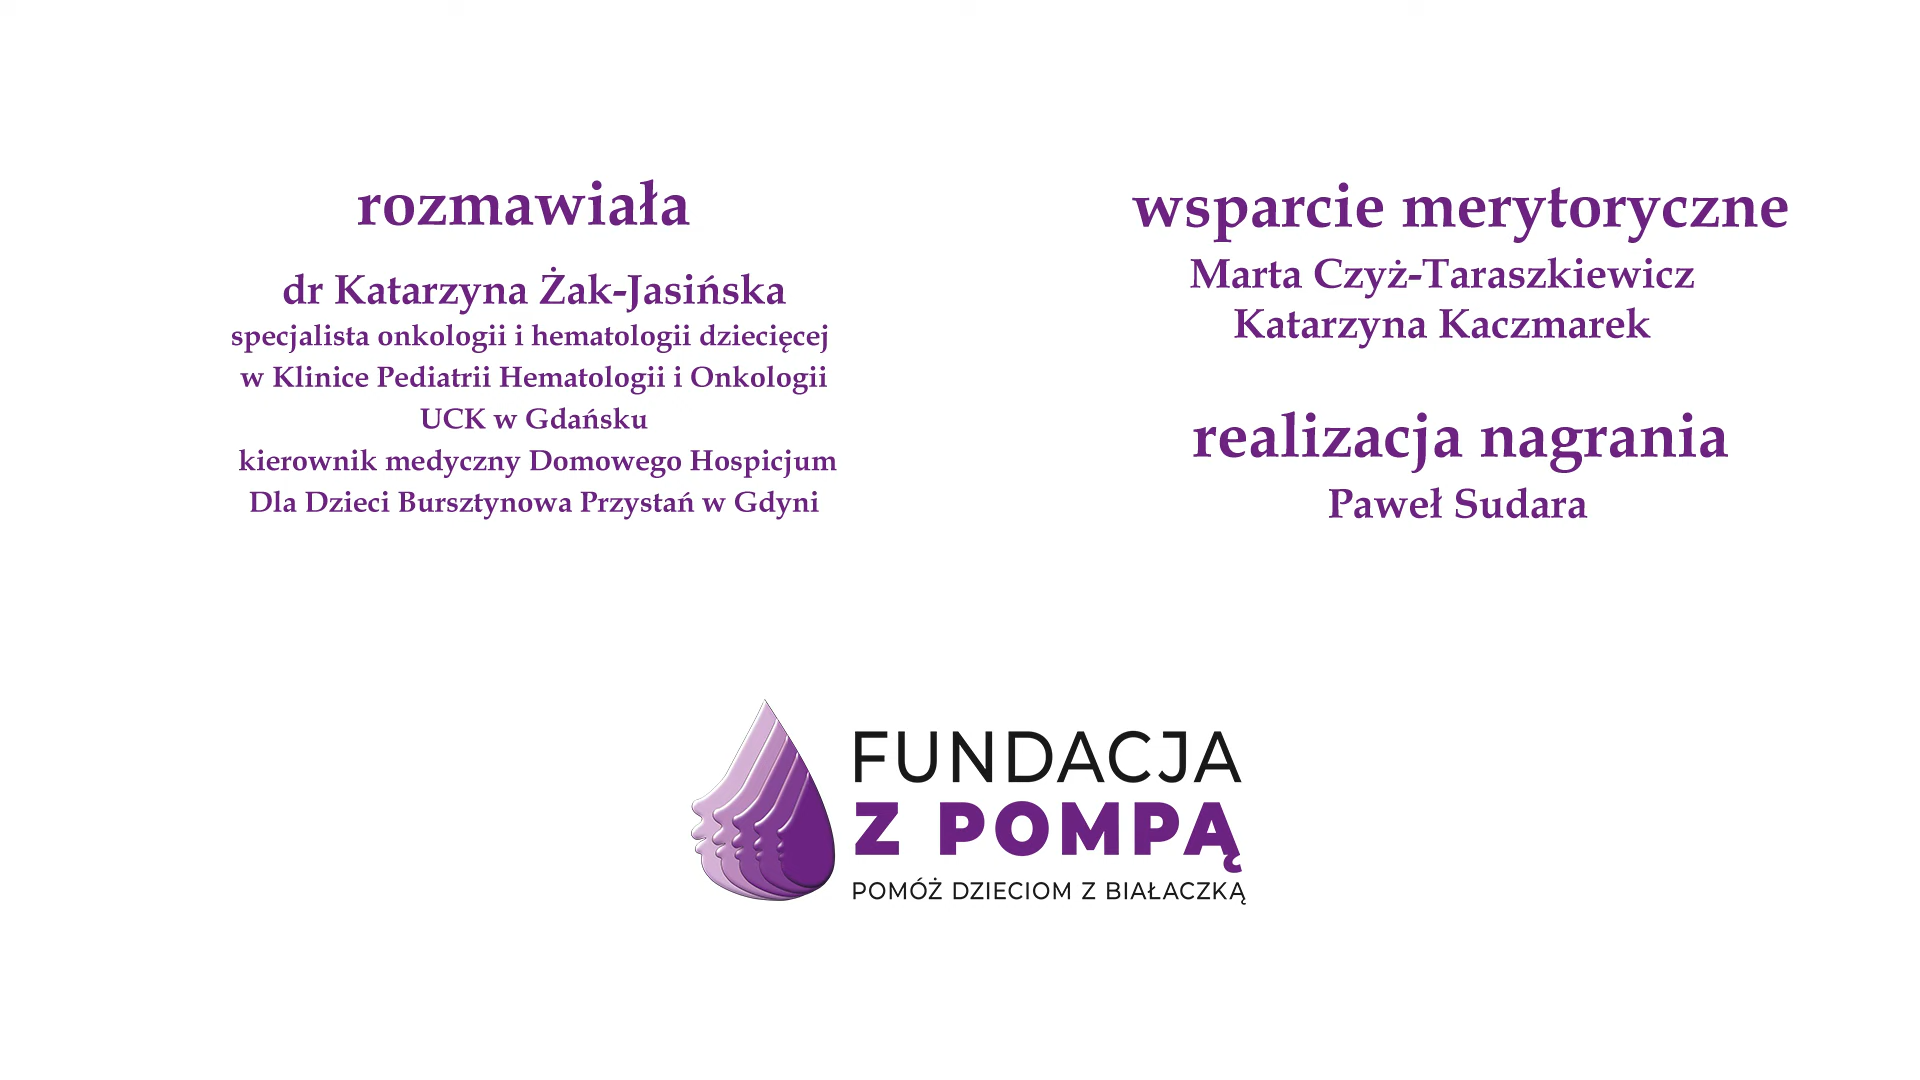 rozmawiała
dr Katarzyna Żak-Jasińska
specjalista onkologii i hematologii dziecięcej
w Klinice Pediatrii Hematologii i Onkologii
UCK w Gdańsku
kierownik medyczny Domowego Hospicjum
Dla Dzieci Bursztynowa Przystań w Gdyni
wsparcie merytoryczne
Marta Czyż-Taraszkiewicz
Katarzyna Kaczmarek
realizacja nagrania
Paweł Sudara
FUNDACJA
Z POMPĄ
POMÓŻ DZIECIOM Z BIAŁACZKĄ